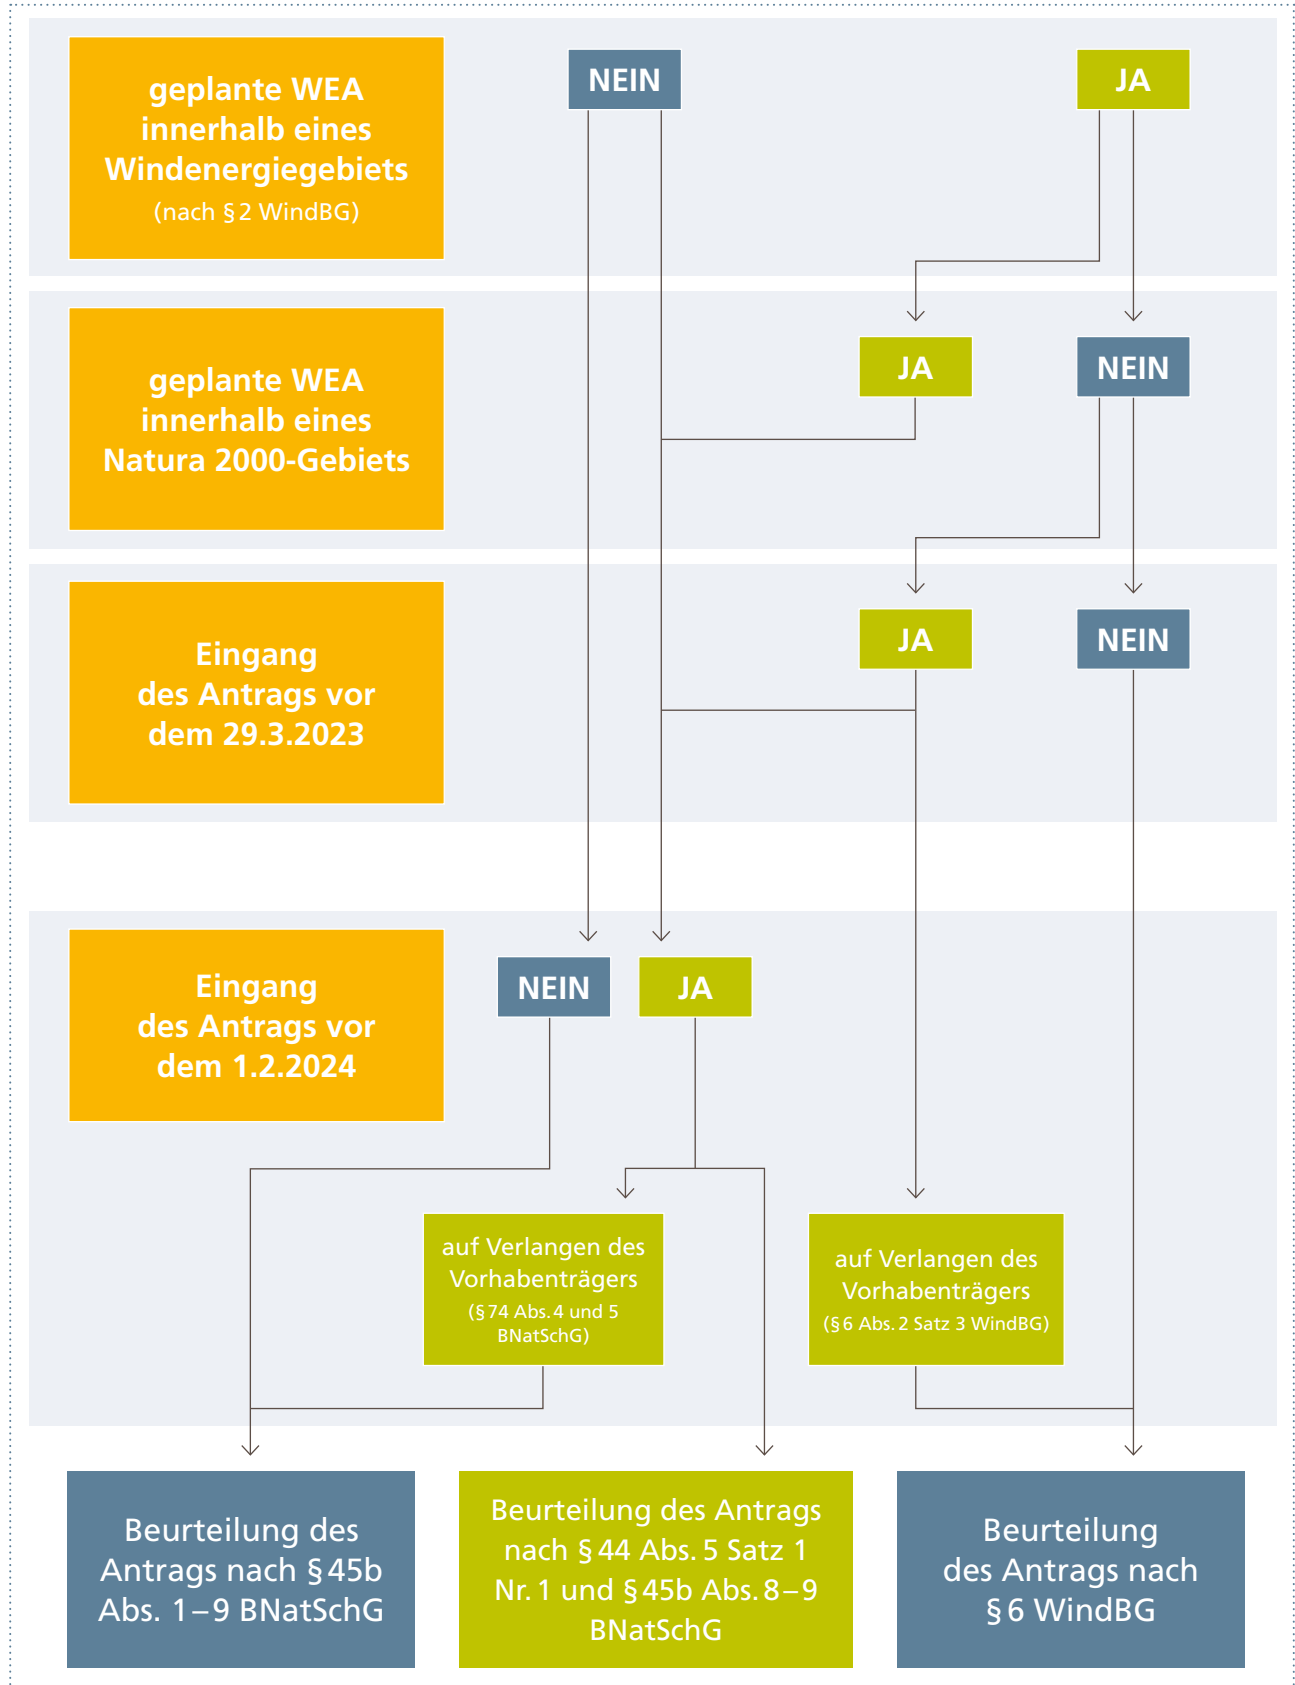 geplante WEA
innerhalb eines
Windenergiegebiets
(nach § 2 WindBG)
NEIN
JA
geplante WEA
innerhalb eines
Natura 2000-Gebiets
JA
NEIN
Eingang
des Antrags vor
dem 29.3.2023
JA
NEIN
Eingang
des Antrags vor
dem 1.2.2024
NEIN
JA
auf Verlangen des
Vorhabenträgers
(§ 74 Abs. 4 und 5
BNatSchG)
auf Verlangen des
Vorhabenträgers
(§ 6 Abs. 2 Satz 3 WindBG)
Beurteilung des
Antrags nach § 45b
Abs. 1–9 BNatSchG
Beurteilung des Antrags
nach § 44 Abs. 5 Satz 1
Nr. 1 und § 45b Abs. 8–9
BNatSchG
Beurteilung
des Antrags nach
§ 6 WindBG